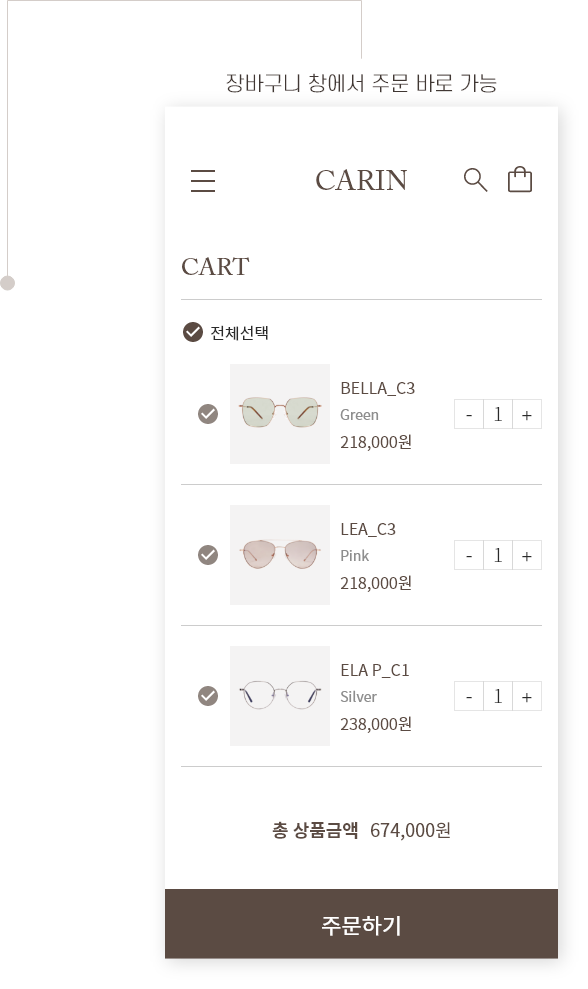 장바구니 창에서 주문 바로 가능
CARIN
CART
전체선택
BELLA_C3
Green
218,000원
- 1 +
LEA_C3
Pink
218,000원
- 1 +
ELA P_C1
Silver
238,000원
- 1 +
총 상품금액 674,000원
주문하기